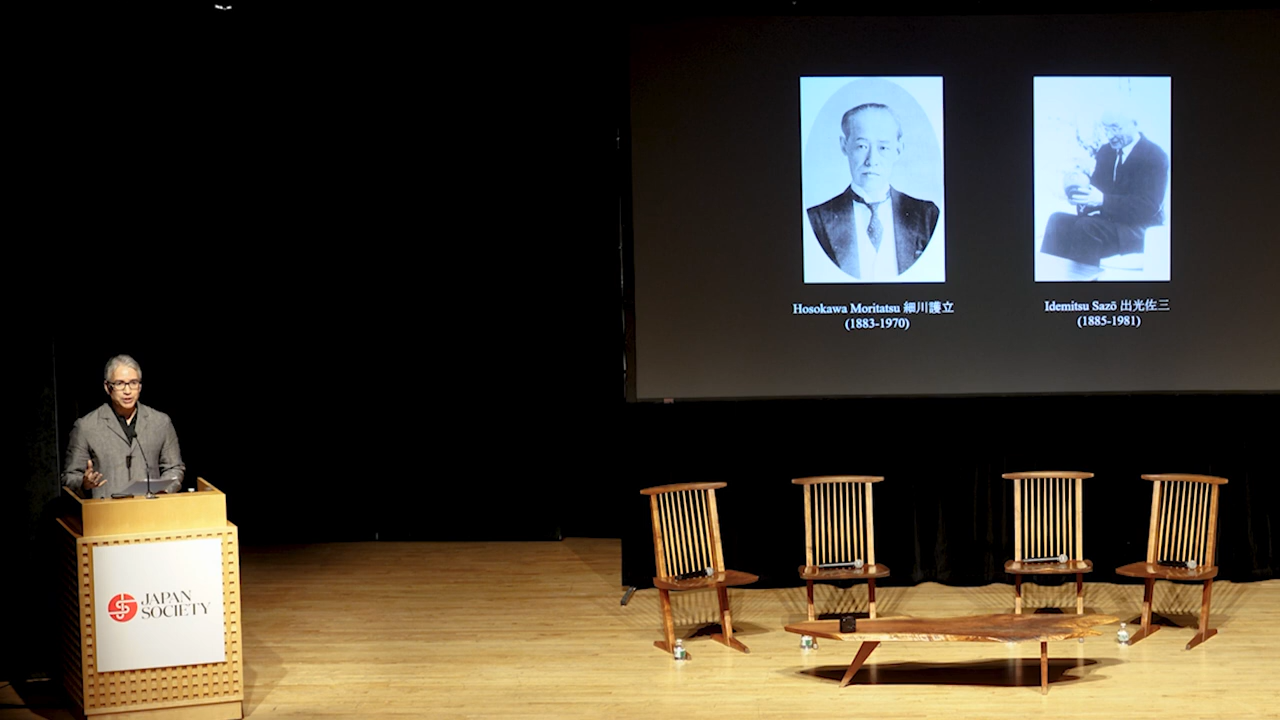 Hosokawa Moritatsu 細川護立
(1883-1970)
Idemitsu Sazō 出光佐三
(1885-1981)
JAPAN
SOCIETY